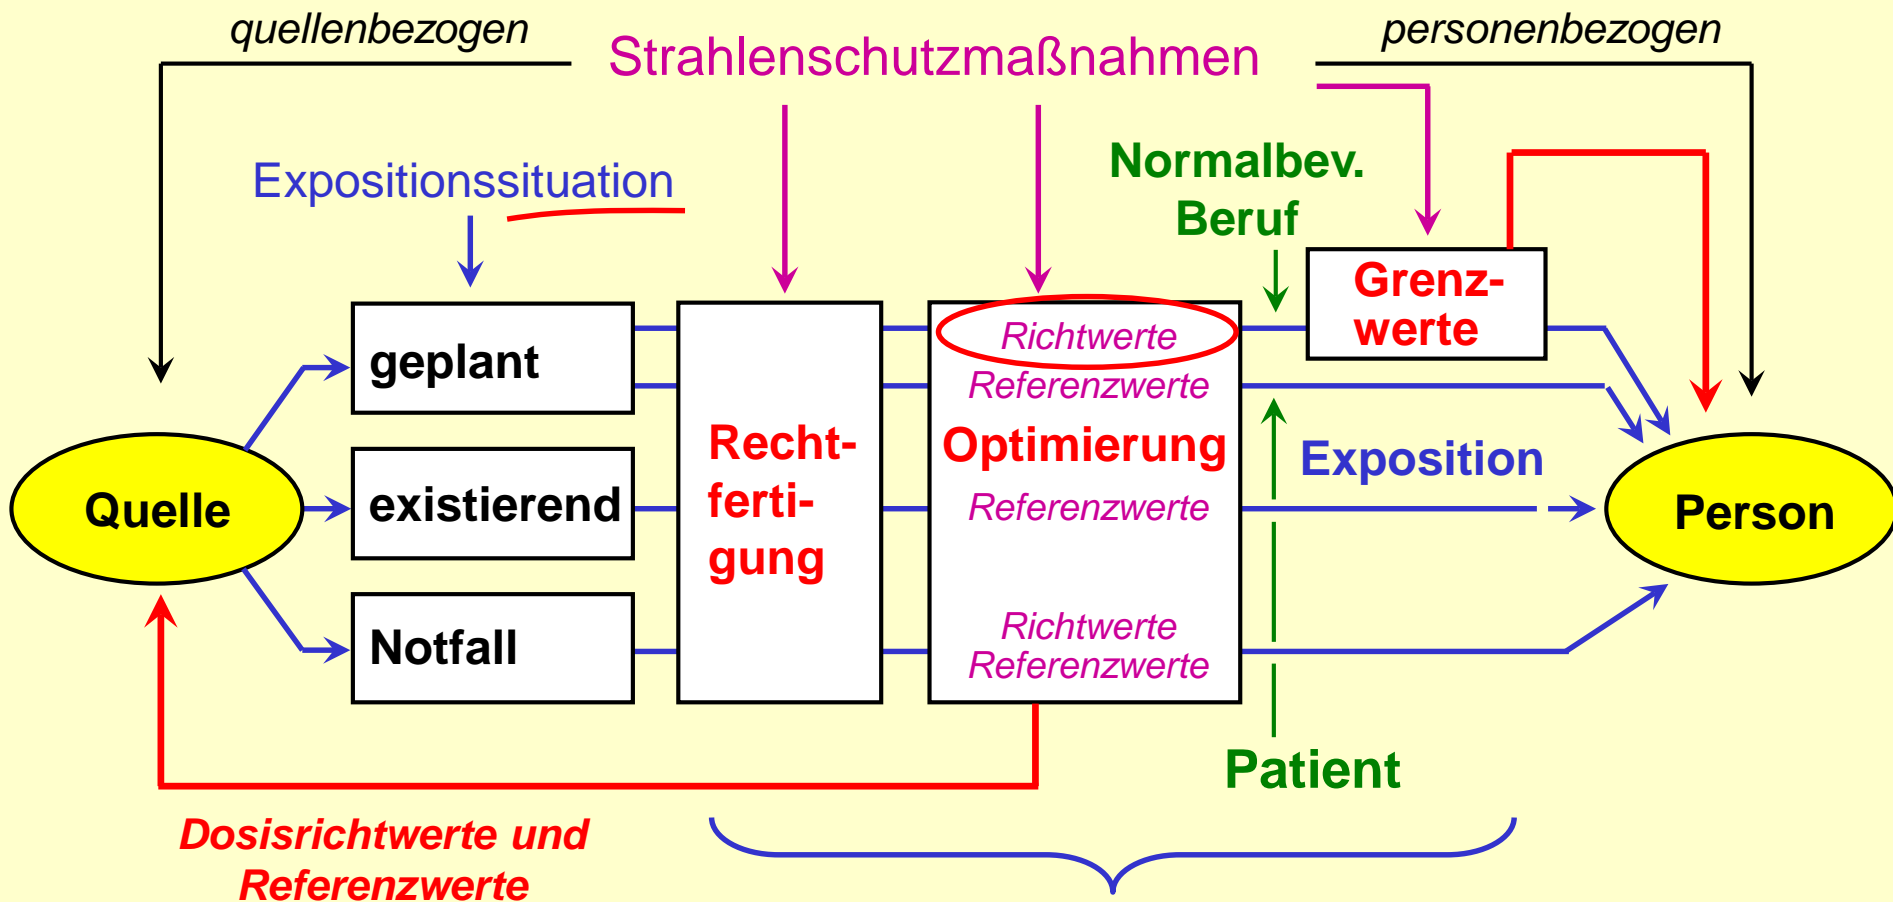 quellenbezogen
personenbezogen
Strahlenschutzmaßnahmen
Expositionssituation
Normalbev.
Beruf
Grenz-
werte
geplant
existierend
Notfall
Quelle
Recht-
ferti-
gung
Richtwerte
Referenzwerte
Optimierung
Referenzwerte
Richtwerte
Referenzwerte
Exposition
Person
Patient
Dosisrichtwerte und
Referenzwerte